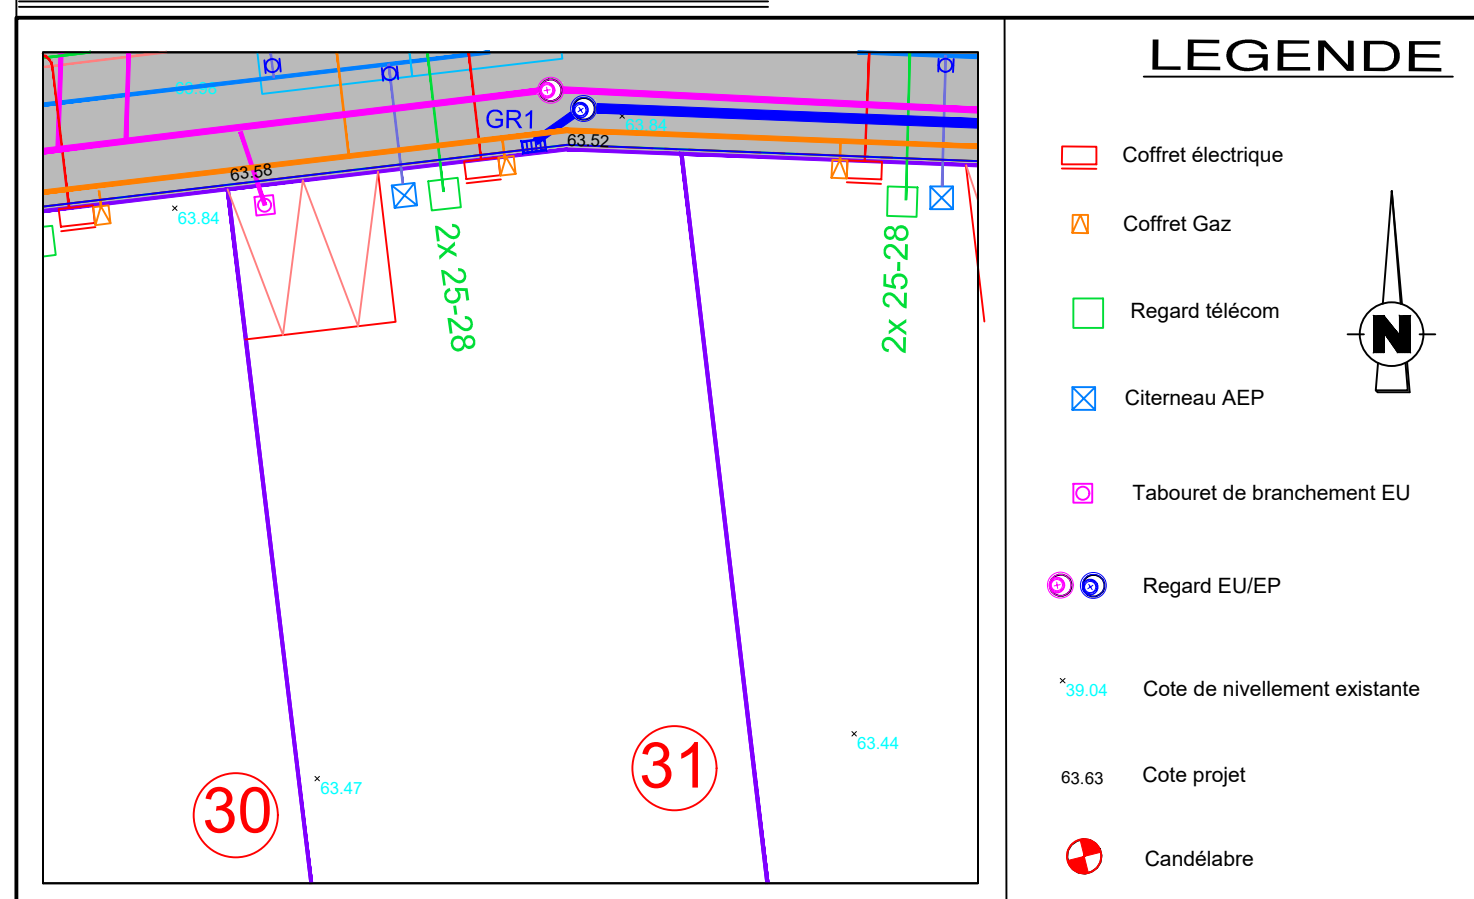 LEGENDE
GR1
63.84
63.52
63.58
63.84
2x 25-28
2x 25-28
63.47
63.44
30
31
Coffret électrique
Coffret Gaz
Regard télécom
N
Citerneau AEP
Tabouret de branchement EU
Regard EU/EP
39.04 Cote de nivellement existante
63.63 Cote projet
Candélabre